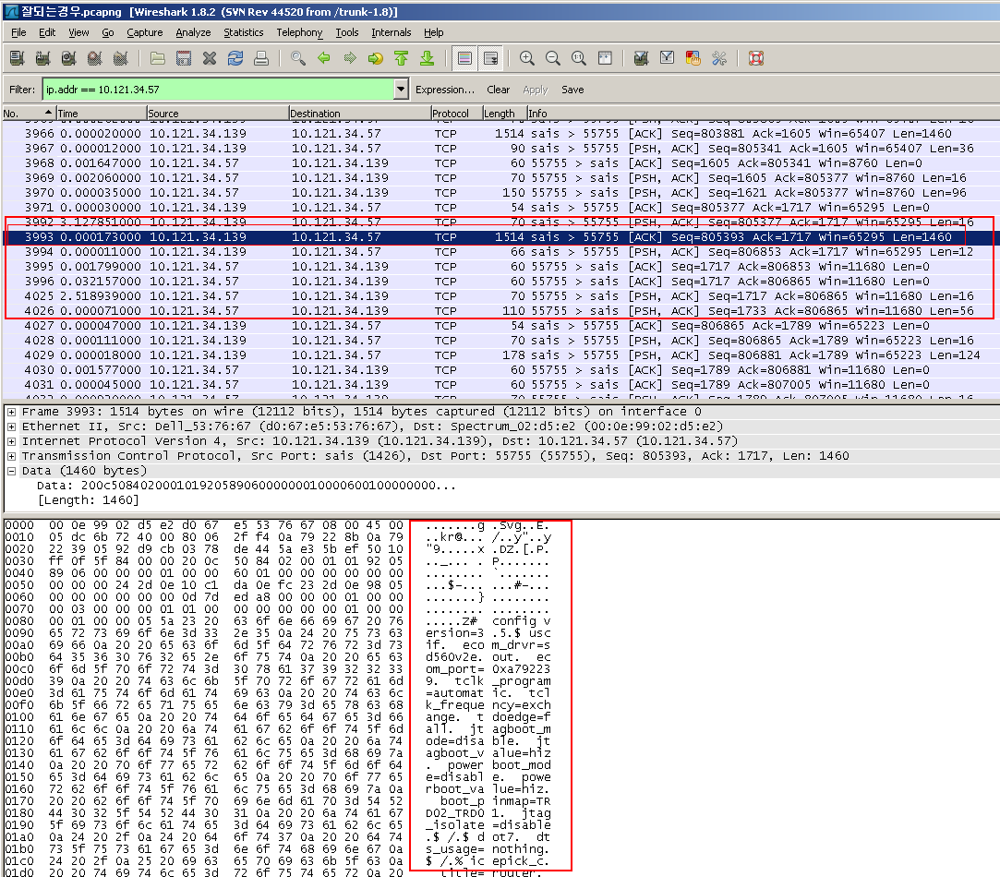 잘되는경우.pcapng [Wireshark 1.8.2 (SVN Rev 44520 from /trunk-1.8)]
File Edit View Go Capture Analyze Statistics Telephony Tools Internals Help
Filter: ip.addr == 10.121.34.57 Expression... Clear Apply Save
No. Time Source Destination Protocol Length Info
3966 0.000020000 10.121.34.139 10.121.34.57 TCP 1514 sais > 55755 [ACK] Seq=803881 Ack=1605 Win=65407 Len=1460
3967 0.000012000 10.121.34.139 10.121.34.57 TCP 90 sais > 55755 [PSH, ACK] Seq=805341 Ack=1605 Win=65407 Len=36
3968 0.001647000 10.121.34.57 10.121.34.139 TCP 60 55755 > sais [ACK] Seq=1605 Ack=805341 Win=8760 Len=0
3969 0.002060000 10.121.34.57 10.121.34.139 TCP 70 55755 > sais [PSH, ACK] Seq=1605 Ack=805377 Win=8760 Len=16
3970 0.000035000 10.121.34.57 10.121.34.139 TCP 150 55755 > sais [PSH, ACK] Seq=1621 Ack=805377 Win=8760 Len=96
3971 0.000030000 10.121.34.139 10.121.34.57 TCP 54 sais > 55755 [ACK] Seq=805377 Ack=1717 Win=65295 Len=0
3992 3.127851000 10.121.34.139 10.121.34.57 TCP 70 sais > 55755 [PSH, ACK] Seq=805377 Ack=1717 Win=65295 Len=16
3993 0.000173000 10.121.34.139 10.121.34.57 TCP 1514 sais > 55755 [ACK] Seq=805393 Ack=1717 Win=65295 Len=1460
3994 0.000011000 10.121.34.139 10.121.34.57 TCP 66 sais > 55755 [PSH, ACK] Seq=806853 Ack=1717 Win=65295 Len=12
3995 0.001799000 10.121.34.57 10.121.34.139 TCP 60 55755 > sais [ACK] Seq=1717 Ack=806853 Win=11680 Len=0
3996 0.032157000 10.121.34.57 10.121.34.139 TCP 60 55755 > sais [ACK] Seq=1717 Ack=806865 Win=11680 Len=0
4025 2.518939000 10.121.34.57 10.121.34.139 TCP 70 55755 > sais [PSH, ACK] Seq=1717 Ack=806865 Win=11680 Len=16
4026 0.000071000 10.121.34.57 10.121.34.139 TCP 110 55755 > sais [PSH, ACK] Seq=1733 Ack=806865 Win=11680 Len=56
4027 0.000047000 10.121.34.139 10.121.34.57 TCP 54 sais > 55755 [ACK] Seq=806865 Ack=1789 Win=65223 Len=0
4028 0.000111000 10.121.34.139 10.121.34.57 TCP 70 sais > 55755 [PSH, ACK] Seq=806865 Ack=1789 Win=65223 Len=16
4029 0.000018000 10.121.34.139 10.121.34.57 TCP 178 sais > 55755 [PSH, ACK] Seq=806881 Ack=1789 Win=65223 Len=124
4030 0.001577000 10.121.34.57 10.121.34.139 TCP 60 55755 > sais [ACK] Seq=1789 Ack=806881 Win=11680 Len=0
4031 0.000045000 10.121.34.57 10.121.34.139 TCP 60 55755 > sais [ACK] Seq=1789 Ack=807005 Win=11680 Len=0
Frame 3993: 1514 bytes on wire (12112 bits), 1514 bytes captured (12112 bits) on interface 0
Ethernet II, Src: Dell_53:76:67 (d0:67:e5:53:76:67), Dst: Spectrum_02:d5:e2 (00:0e:99:02:d5:e2)
Internet Protocol Version 4, Src: 10.121.34.139 (10.121.34.139), Dst: 10.121.34.57 (10.121.34.57)
Transmission Control Protocol, Src Port: sais (1426), Dst Port: 55755 (55755), Seq: 805393, Ack: 1717, Len: 1460
Data (1460 bytes)
Data: 200c50840200010192058906000000010000600100000000...
[Length: 1460]
0000 00 0e 99 02 d5 e2 d0 67 e5 53 76 67 08 00 45 00 .......g .Svg..E.
0010 05 dc 6b 72 40 00 80 06 2f f4 0a 79 22 8b 0a 79 ..kr@... /..y"..y
0020 22 39 05 92 d9 cb 03 78 de 44 5a e3 5b ef 50 10 "9.....x .DZ.[.P.
0030 ff 0f 5f 84 00 00 20 0c 50 84 02 00 01 01 92 05 .._... . P.......
0040 89 06 00 00 00 01 00 00 60 01 00 00 00 00 00 00 ........ `.......
0050 00 00 00 24 2d 0e 10 c1 da 0e fc 23 2d 0e 98 05 ...$-... ...#-...
0060 00 00 00 00 00 00 0d 7d ed a8 00 00 00 01 00 00 .......} ........
0070 00 03 00 00 00 01 01 00 00 00 00 00 00 01 00 00 ........ ........
0080 00 01 00 00 05 5a 23 20 63 6f 6e 66 69 67 20 76 .....Z# config v
0090 65 72 73 69 6f 6e 3d 33 2e 35 0a 24 20 75 73 63 ersion=3 .5.$ usc
00a0 69 66 0a 20 20 65 63 6f 6d 5f 64 72 76 72 3d 73 if. eco m_drvr=s
00b0 64 35 36 30 76 32 65 2e 6f 75 74 0a 20 20 65 63 d560v2e. out. ec
00c0 6f 6d 5f 70 6f 72 74 3d 30 78 61 37 39 32 32 33 om_port= 0xa79223
00d0 39 0a 20 20 74 63 6c 6b 5f 70 72 6f 67 72 61 6d 9. tclk _program
00e0 3d 61 75 74 6f 6d 61 74 69 63 0a 20 20 74 63 6c =automat ic. tcl
00f0 6b 5f 66 72 65 71 75 65 6e 63 79 3d 65 78 63 68 k_freque ncy=exch
0100 61 6e 67 65 0a 20 20 74 64 6f 65 64 67 65 3d 66 ange. t doedge=f
0110 61 6c 6c 0a 20 20 6a 74 61 67 62 6f 6f 74 5f 6d all. jt agboot_m
0120 6f 64 65 3d 64 69 73 61 62 6c 65 0a 20 20 6a 74 ode=disa ble. jt
0130 61 67 62 6f 6f 74 5f 76 61 6c 75 65 3d 68 69 7a agboot_v alue=hiz
0140 0a 20 20 70 6f 77 65 72 62 6f 6f 74 5f 6d 6f 64 . power boot_mod
0150 65 3d 64 69 73 61 62 6c 65 0a 20 20 70 6f 77 65 e=disabl e. powe
0160 72 62 6f 6f 74 5f 76 61 6c 75 65 3d 68 69 7a 0a rboot_va lue=hiz.
0170 20 20 62 6f 6f 74 5f 70 69 6e 6d 61 70 3d 54 52 boot_p inmap=TR
0180 44 30 32 5f 54 52 44 30 31 0a 20 20 6a 74 61 67 D02_TRD0 1. jtag
0190 5f 69 73 6f 6c 61 74 65 3d 64 69 73 61 62 6c 65 _isolate =disable
01a0 0a 24 20 2f 0a 24 20 64 6f 74 37 0a 20 20 64 74 .$ /.$ d ot7. dt
01b0 73 5f 75 73 61 67 65 3d 6e 6f 74 68 69 6e 67 0a s_usage= nothing.
01c0 24 20 2f 0a 25 20 69 63 65 70 69 63 6b 5f 63 0a $ /.% ic epick_c.
01d0 20 20 74 69 74 6c 65 3d 72 6f 75 74 65 72 0a 20 title= router.